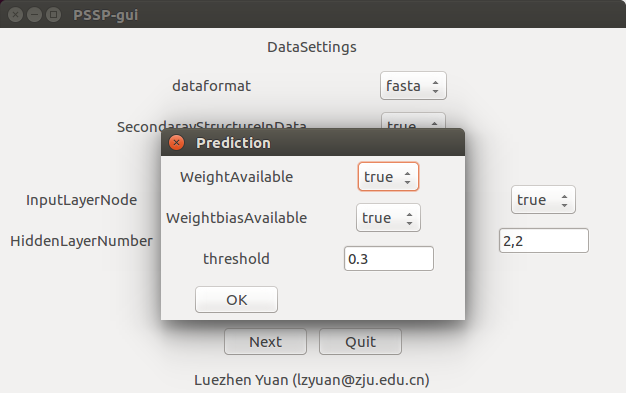 PSSP-gui
DataSettings
dataformat fasta
SecondarayStructureInData true
Prediction
WeightAvailable true
InputLayerNode true
WeightbiasAvailable true
HiddenLayerNumber 2,2
threshold 0.3
OK
Next Quit
Luezhen Yuan (lzyuan@zju.edu.cn)